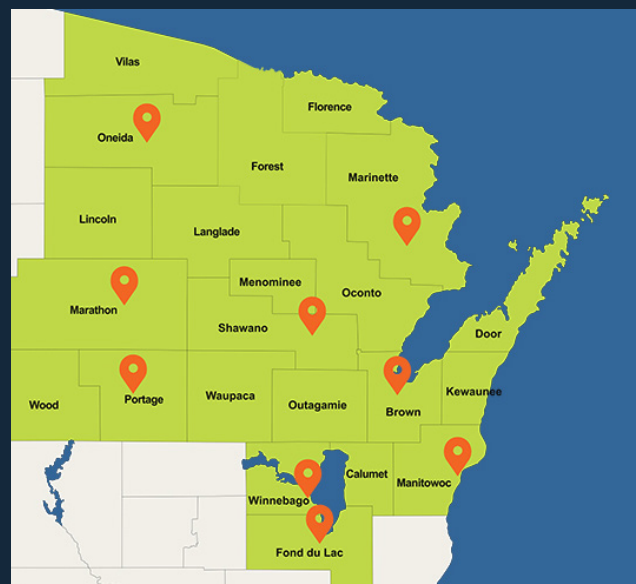 Vilas
Florence
Oneida
Forest
Marinette
Lincoln
Langlade
Menominee
Oconto
Marathon
Shawano
Door
Kewaunee
Waupaca
Portage
Wood
Outagamie
Brown
Calumet
Manitowoc
Winnebago
Fond du Lac